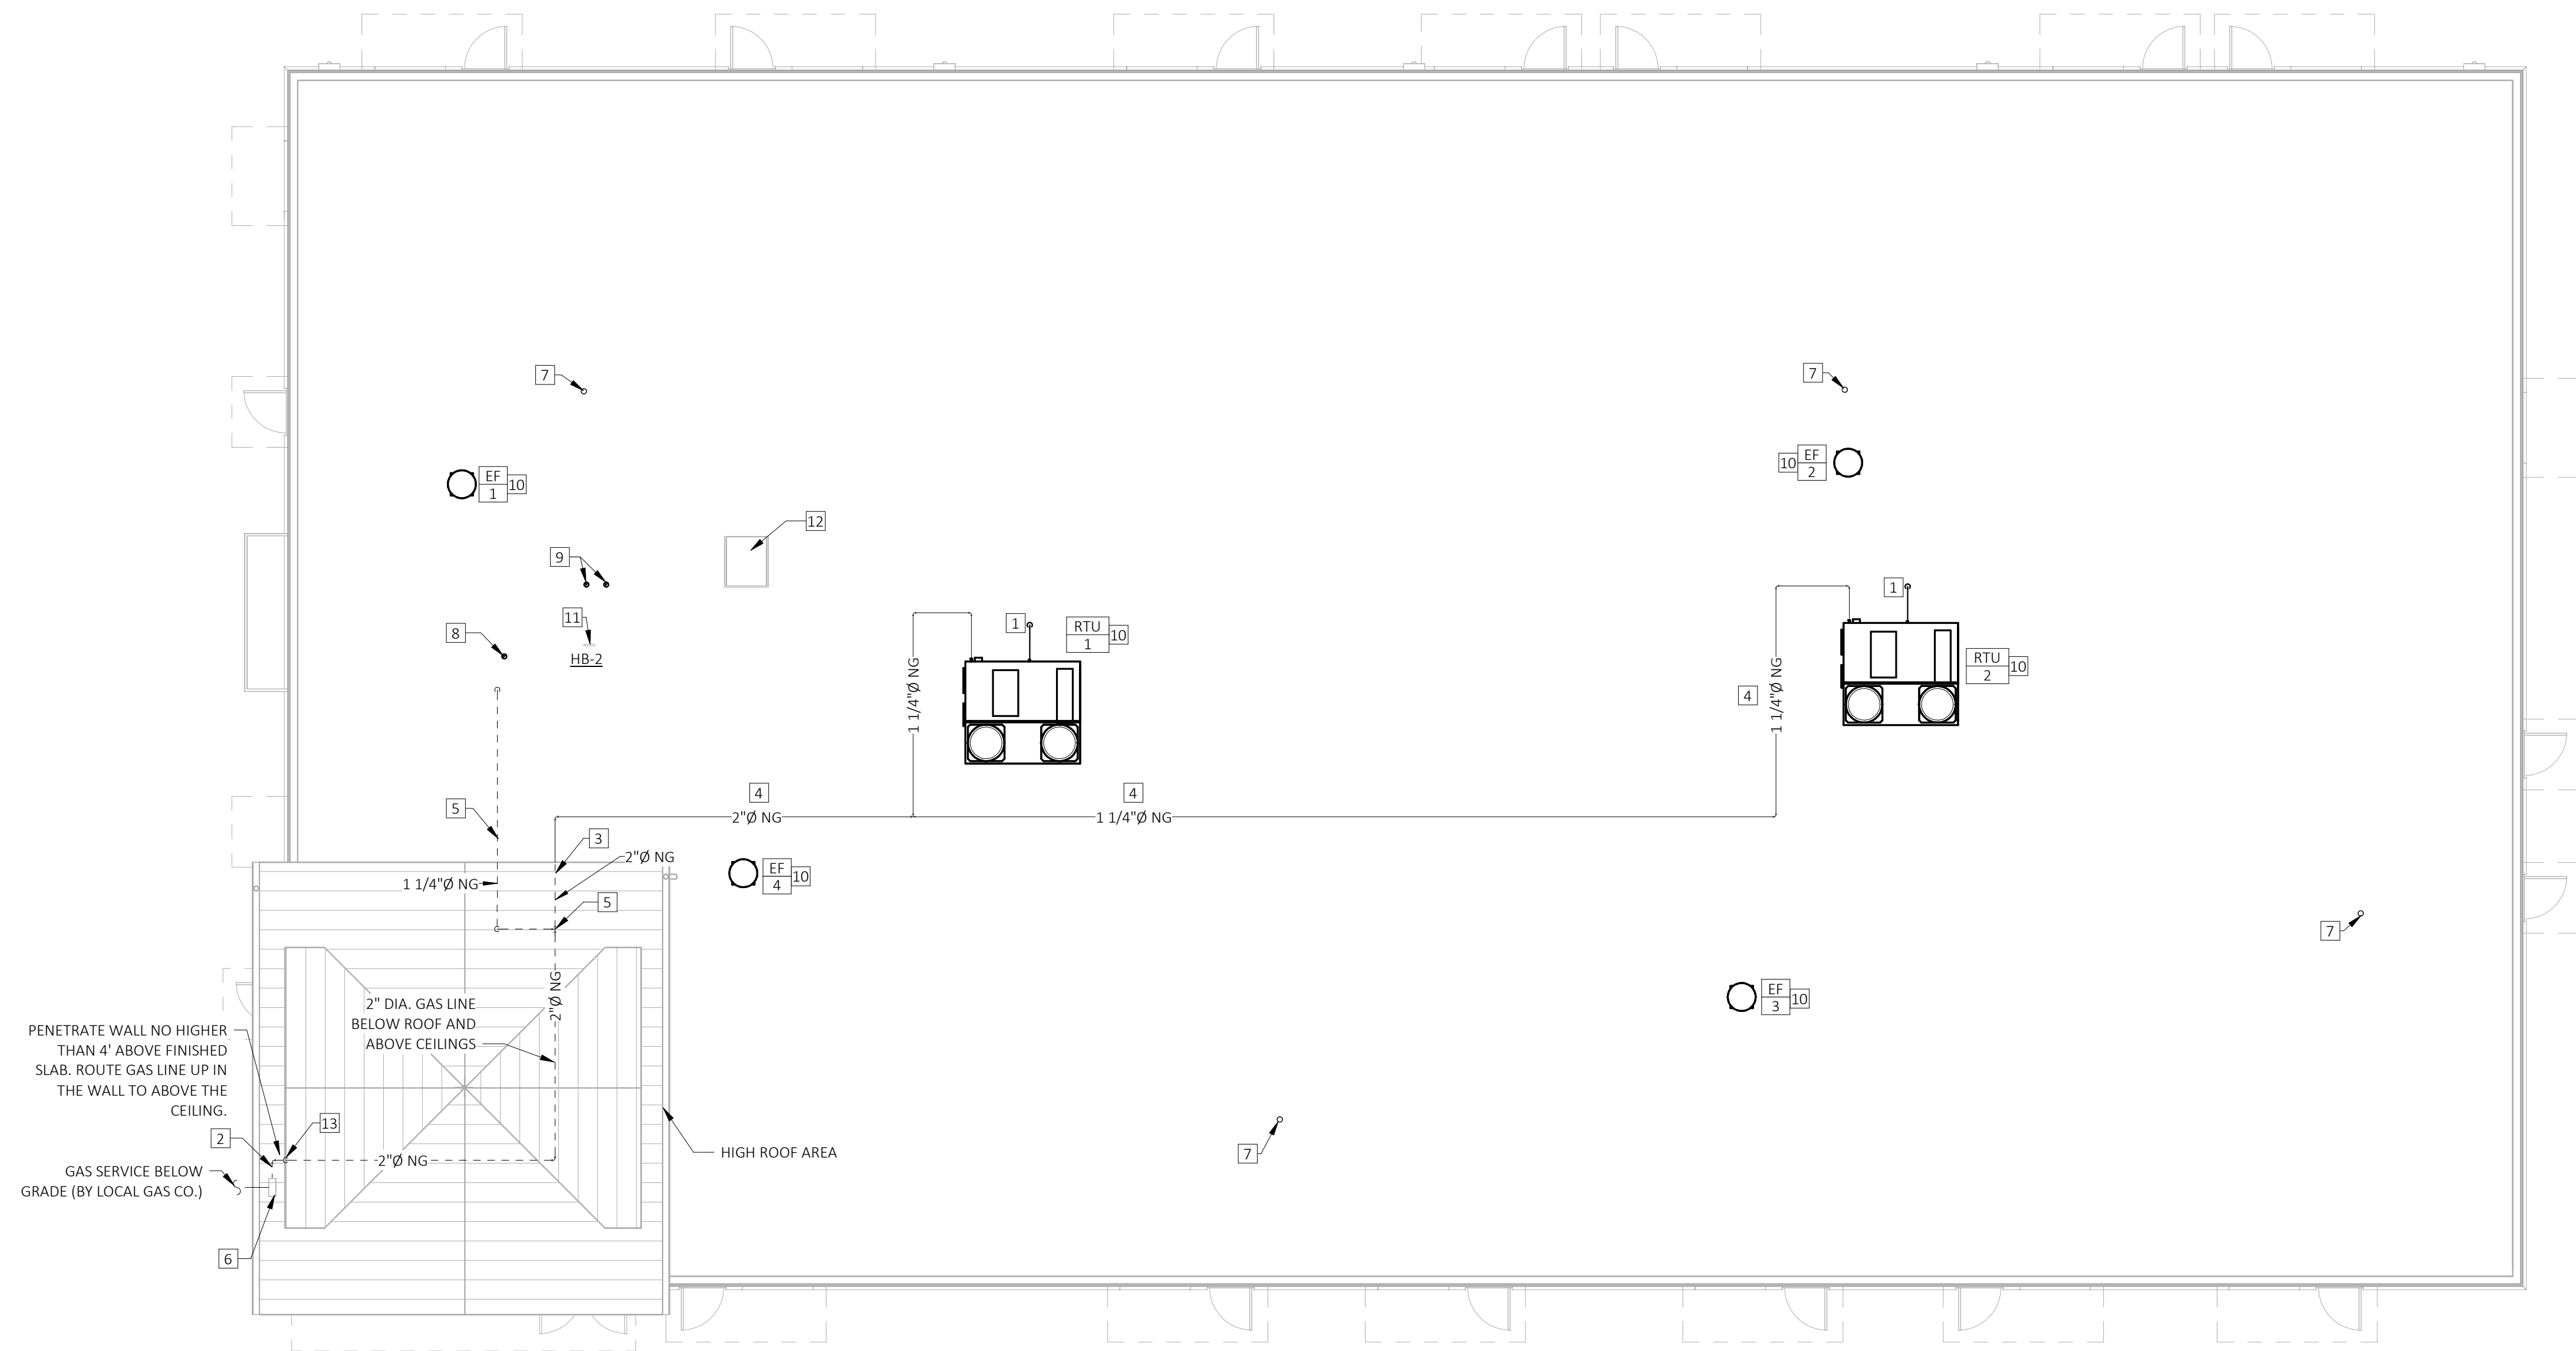 7
7
EF
1
10
10
EF
2
12
9
11
HB-2
8
1
RTU
1
10
1
RTU
2
10
1 1/4"Ø NG
4
1 1/4"Ø NG
5
4
4
2"Ø NG
1 1/4"Ø NG
3
2"Ø NG
1 1/4"Ø NG
EF
4
10
5
7
2"Ø NG
2" DIA. GAS LINE
BELOW ROOF AND
ABOVE CEILINGS
EF
3
10
PENETRATE WALL NO HIGHER
THAN 4' ABOVE FINISHED
SLAB. ROUTE GAS LINE UP IN
THE WALL TO ABOVE THE
CEILING.
13
2
2"Ø NG
HIGH ROOF AREA
7
GAS SERVICE BELOW
GRADE (BY LOCAL GAS CO.)
6